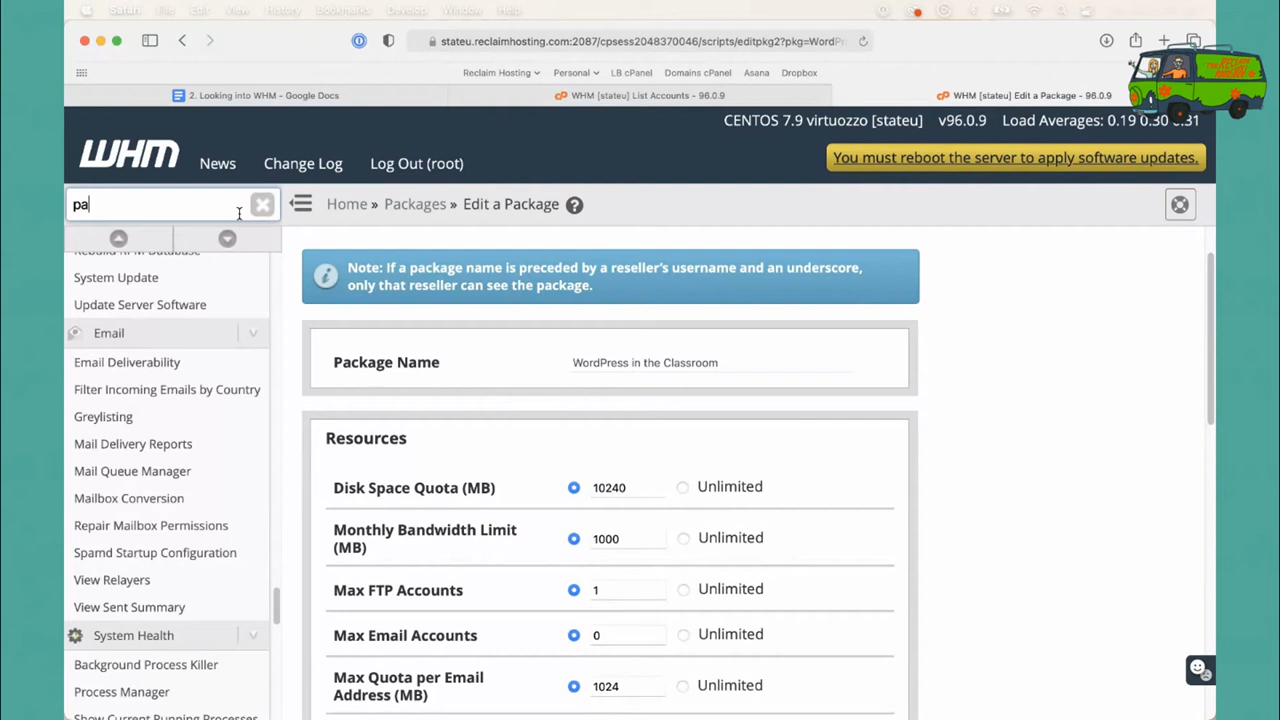 Safari File Edit View History Bookmarks Develop Window Help
stateu.reclaimhosting.com:2087/cpsess2048370046/scripts/editpkg2?pkg=WordPr
Reclaim Hosting Personal LB cPanel Domains cPanel Asana Dropbox
2. Looking into WHM - Google Docs
WHM [stateu] List Accounts - 96.0.9
WHM [stateu] Edit a Package - 96.0.9
CENTOS 7.9 virtuozzo [stateu] v96.0.9 Load Averages: 0.19 0.30 0.31
WHM News Change Log Log Out (root)
You must reboot the server to apply software updates.
pa
Home » Packages » Edit a Package
Rebuild RPM Database
System Update
Update Server Software
Email
Email Deliverability
Filter Incoming Emails by Country
Greylisting
Mail Delivery Reports
Mail Queue Manager
Mailbox Conversion
Repair Mailbox Permissions
Spamd Startup Configuration
View Relayers
View Sent Summary
System Health
Background Process Killer
Process Manager
Show Current Running Processes
Note: If a package name is preceded by a reseller's username and an underscore,
only that reseller can see the package.
Package Name WordPress in the Classroom
Resources
Disk Space Quota (MB) 10240 Unlimited
Monthly Bandwidth Limit
(MB) 1000 Unlimited
Max FTP Accounts 1 Unlimited
Max Email Accounts 0 Unlimited
Max Quota per Email
Address (MB) 1024 Unlimited